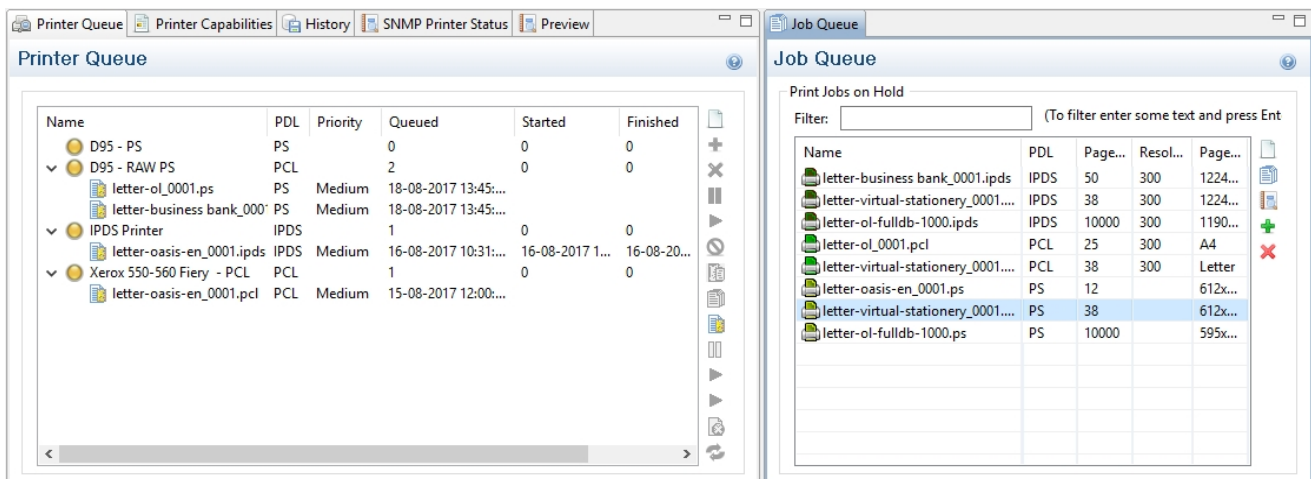 Printer Queue Printer Capabilities History SNMP Printer Status Preview
Printer Queue
Name PDL Priority Queued Started Finished
D95 - PS PS 0 0 0
D95 - RAW PS PCL 2 0 0
letter-ol_0001.ps PS Medium 18-08-2017 13:45:...
letter-business bank_000 PS Medium 18-08-2017 13:45:...
IPDS Printer IPDS 1 0 0
letter-oasis-en_0001.ipds IPDS Medium 16-08-2017 10:31:... 16-08-2017 1... 16-08-20...
Xerox 550-560 Fiery - PCL PCL 1 0 0
letter-oasis-en_0001.pcl PCL Medium 15-08-2017 12:00:...
Job Queue
Job Queue
Print Jobs on Hold
Filter: (To filter enter some text and press Ent
Name PDL Page... Resol... Page...
letter-business bank_0001.ipds IPDS 50 300 1224...
letter-virtual-stationery_0001.... IPDS 38 300 1224...
letter-ol-fulldb-1000.ipds IPDS 10000 300 1190...
letter-ol_0001.pcl PCL 25 300 A4
letter-virtual-stationery_0001.... PCL 38 300 Letter
letter-oasis-en_0001.ps PS 12 612x...
letter-virtual-stationery_0001.... PS 38 612x...
letter-ol-fulldb-1000.ps PS 10000 595x...